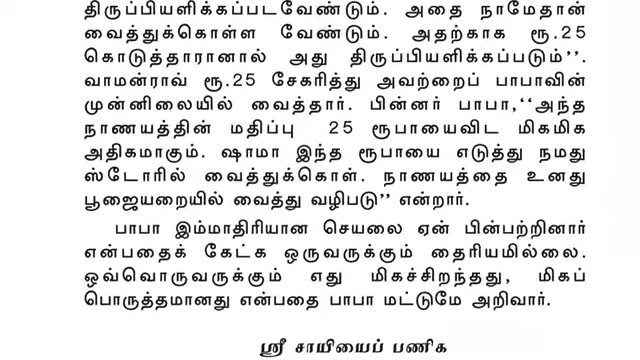 திருப்பியளிக்கப்படவேண்டும். அதை நாமேதான்
வைத்துக்கொள்ள வேண்டும். அதற்காக ரூ.25
கொடுத்தாரானால் அது திருப்பியளிக்கப்படும்’’.
வாமன்ராவ் ரூ.25 சேகரித்து அவற்றைப் பாபாவின்
முன்னிலையில் வைத்தார். பின்னர் பாபா,‘‘அந்த
நாணயத்தின் மதிப்பு 25 ரூபாயைவிட மிகமிக
அதிகமாகும். ஷாமா இந்த ரூபாயை எடுத்து நமது
ஸ்டோரில் வைத்துக்கொள். நாணயத்தை உனது
பூஜையறையில் வைத்து வழிபடு’’ என்றார்.
பாபா இம்மாதிரியான செயலை ஏன் பின்பற்றினார்
என்பதைக் கேட்க ஒருவருக்கும் தைரியமில்லை.
ஒவ்வொருவருக்கும் எது மிகச்சிறந்தது, மிகப்
பொருத்தமானது என்பதை பாபா மட்டுமே அறிவார்.
ஸ்ரீ சாயியைப் பணிக